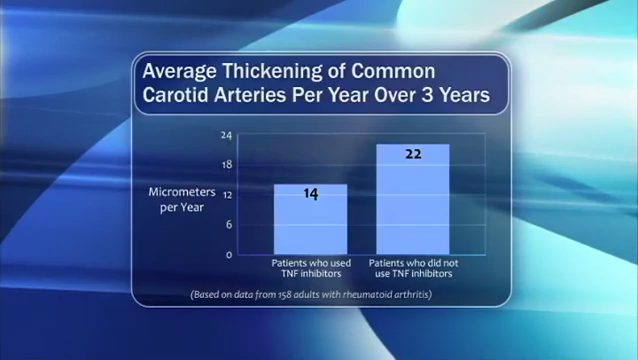 Average Thickening of Common
Carotid Arteries Per Year Over 3 Years
24
18
12
6
0
Micrometers
per Year
14
22
Patients who used
TNF inhibitors
Patients who did not
use TNF inhibitors
(Based on data from 158 adults with rheumatoid arthritis)